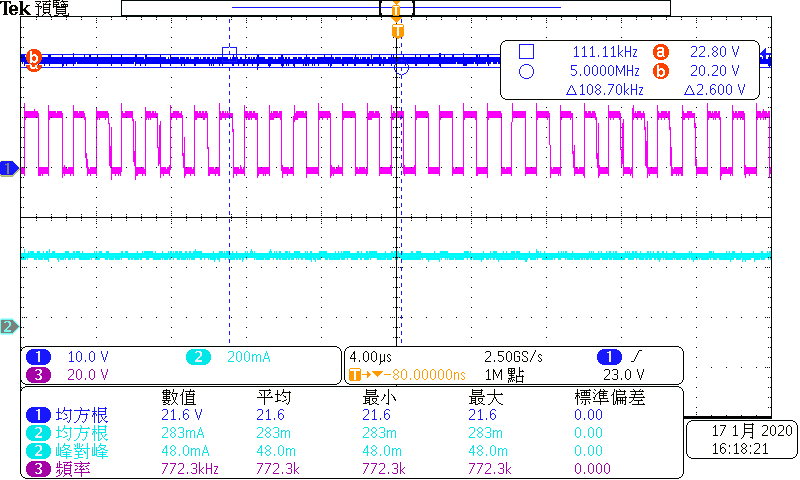 Tek 預覽
T
T
b
111.11kHz a 22.80 V
5.0000MHz b 20.20 V
△108.70kHz △2.600 V
1
2
1 10.0 V 2 200mA
3 20.0 V
4.00μs 2.50GS/s 1
T→▼−80.00000ns 1M 點 23.0 V
數值 平均 最小 最大 標準偏差
1 均方根 21.6 V 21.6 21.6 21.6 0.00
2 均方根 283mA 283m 283m 283m 0.00
2 峰對峰 48.0mA 48.0m 48.0m 48.0m 0.00
3 頻率 772.3kHz 772.3k 772.3k 772.3k 0.000
17 1月 2020
16:18:21